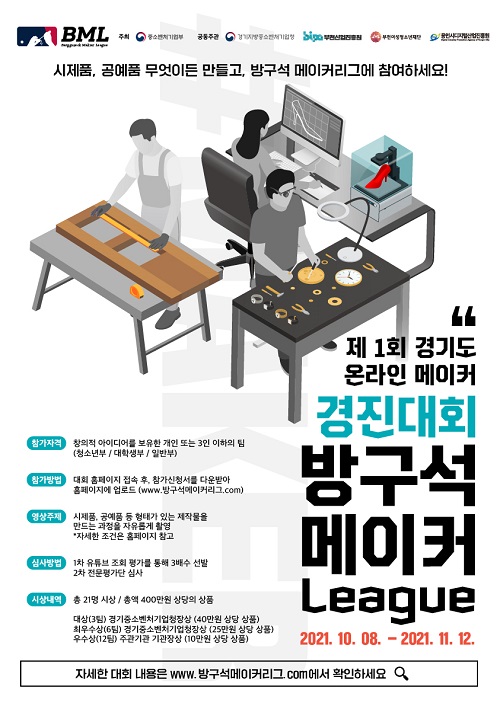 BML
Bangguseok Maker League
주최 중소벤처기업부 공동주관 경기지방중소벤처기업청 bizo 부천산업진흥원 부천여성청소년재단 용인시디지털산업진흥원
시제품, 공예품 무엇이든 만들고, 방구석 메이커리그에 참여하세요!
#MAKER
“
제 1회 경기도
온라인 메이커
경진대회
방구석
메이커
League
2021. 10. 08. – 2021. 11. 12.
참가자격 창의적 아이디어를 보유한 개인 또는 3인 이하의 팀
(청소년부 / 대학생부 / 일반부)
참가방법 대회 홈페이지 접속 후, 참가신청서를 다운받아
홈페이지에 업로드 (www.방구석메이커리그.com)
영상주제 시제품, 공예품 등 형태가 있는 제작물을
만드는 과정을 자유롭게 촬영
*자세한 조건은 홈페이지 참고
심사방법 1차 유튜브 조회 평가를 통해 3배수 선발
2차 전문평가단 심사
시상내역 총 21명 시상 / 총액 400만원 상당의 상품
대상(3팀) 경기중소벤처기업청장상 (40만원 상당 상품)
최우수상(6팀) 경기중소벤처기업청장상 (25만원 상당 상품)
우수상(12팀) 주관기관 기관장상 (10만원 상당 상품)
자세한 대회 내용은 www.방구석메이커리그.com에서 확인하세요